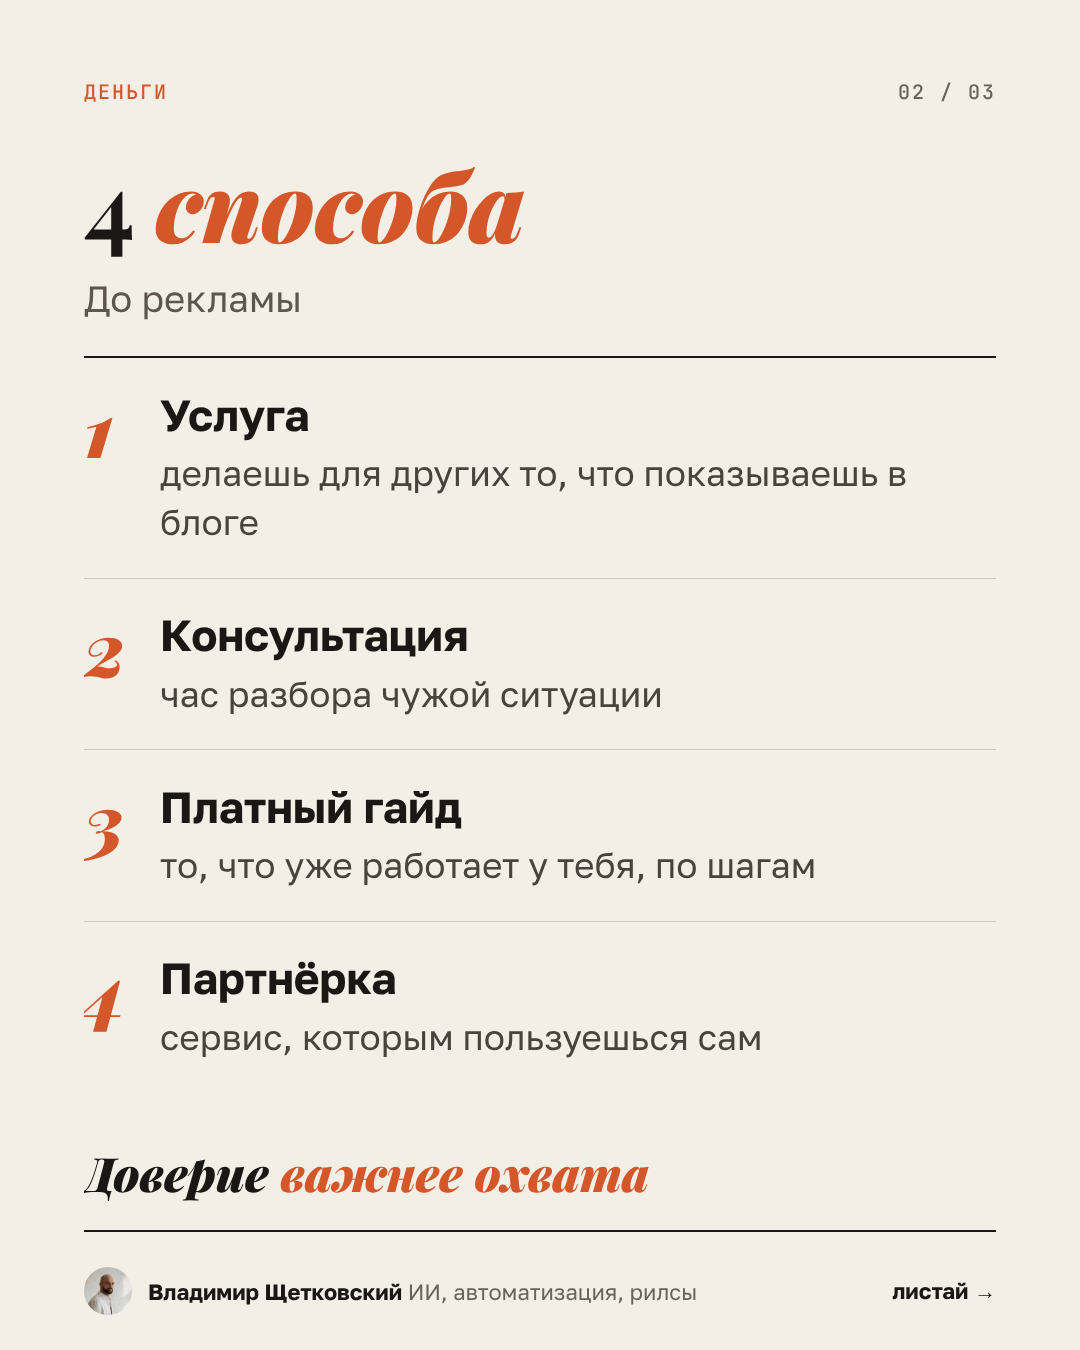 ДЕНЬГИ
02 / 03
4 способа
До рекламы
1
Услуга
делаешь для других то, что показываешь в
блоге
2
Консультация
час разбора чужой ситуации
3
Платный гайд
то, что уже работает у тебя, по шагам
4
Партнёрка
сервис, которым пользуешься сам
Доверие важнее охвата
Владимир Щетковский ИИ, автоматизация, рилсы
листай →